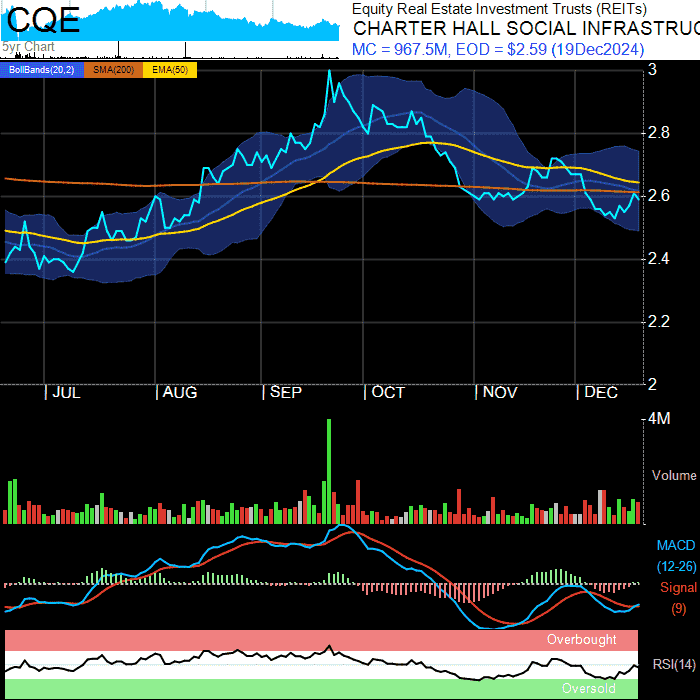 CQE
Equity Real Estate Investment Trusts (REITs)
CHARTER HALL SOCIAL INFRASTRUC
5yr Chart
MC = 967.5M, EOD = $2.59 (19Dec2024)
BollBands(20,2) SMA(200) EMA(50)
3
2.8
2.6
2.4
2.2
2
| JUL | AUG | SEP | OCT | NOV | DEC
4M
Volume
MACD
(12-26)
Signal
(9)
Overbought
RSI(14)
Oversold